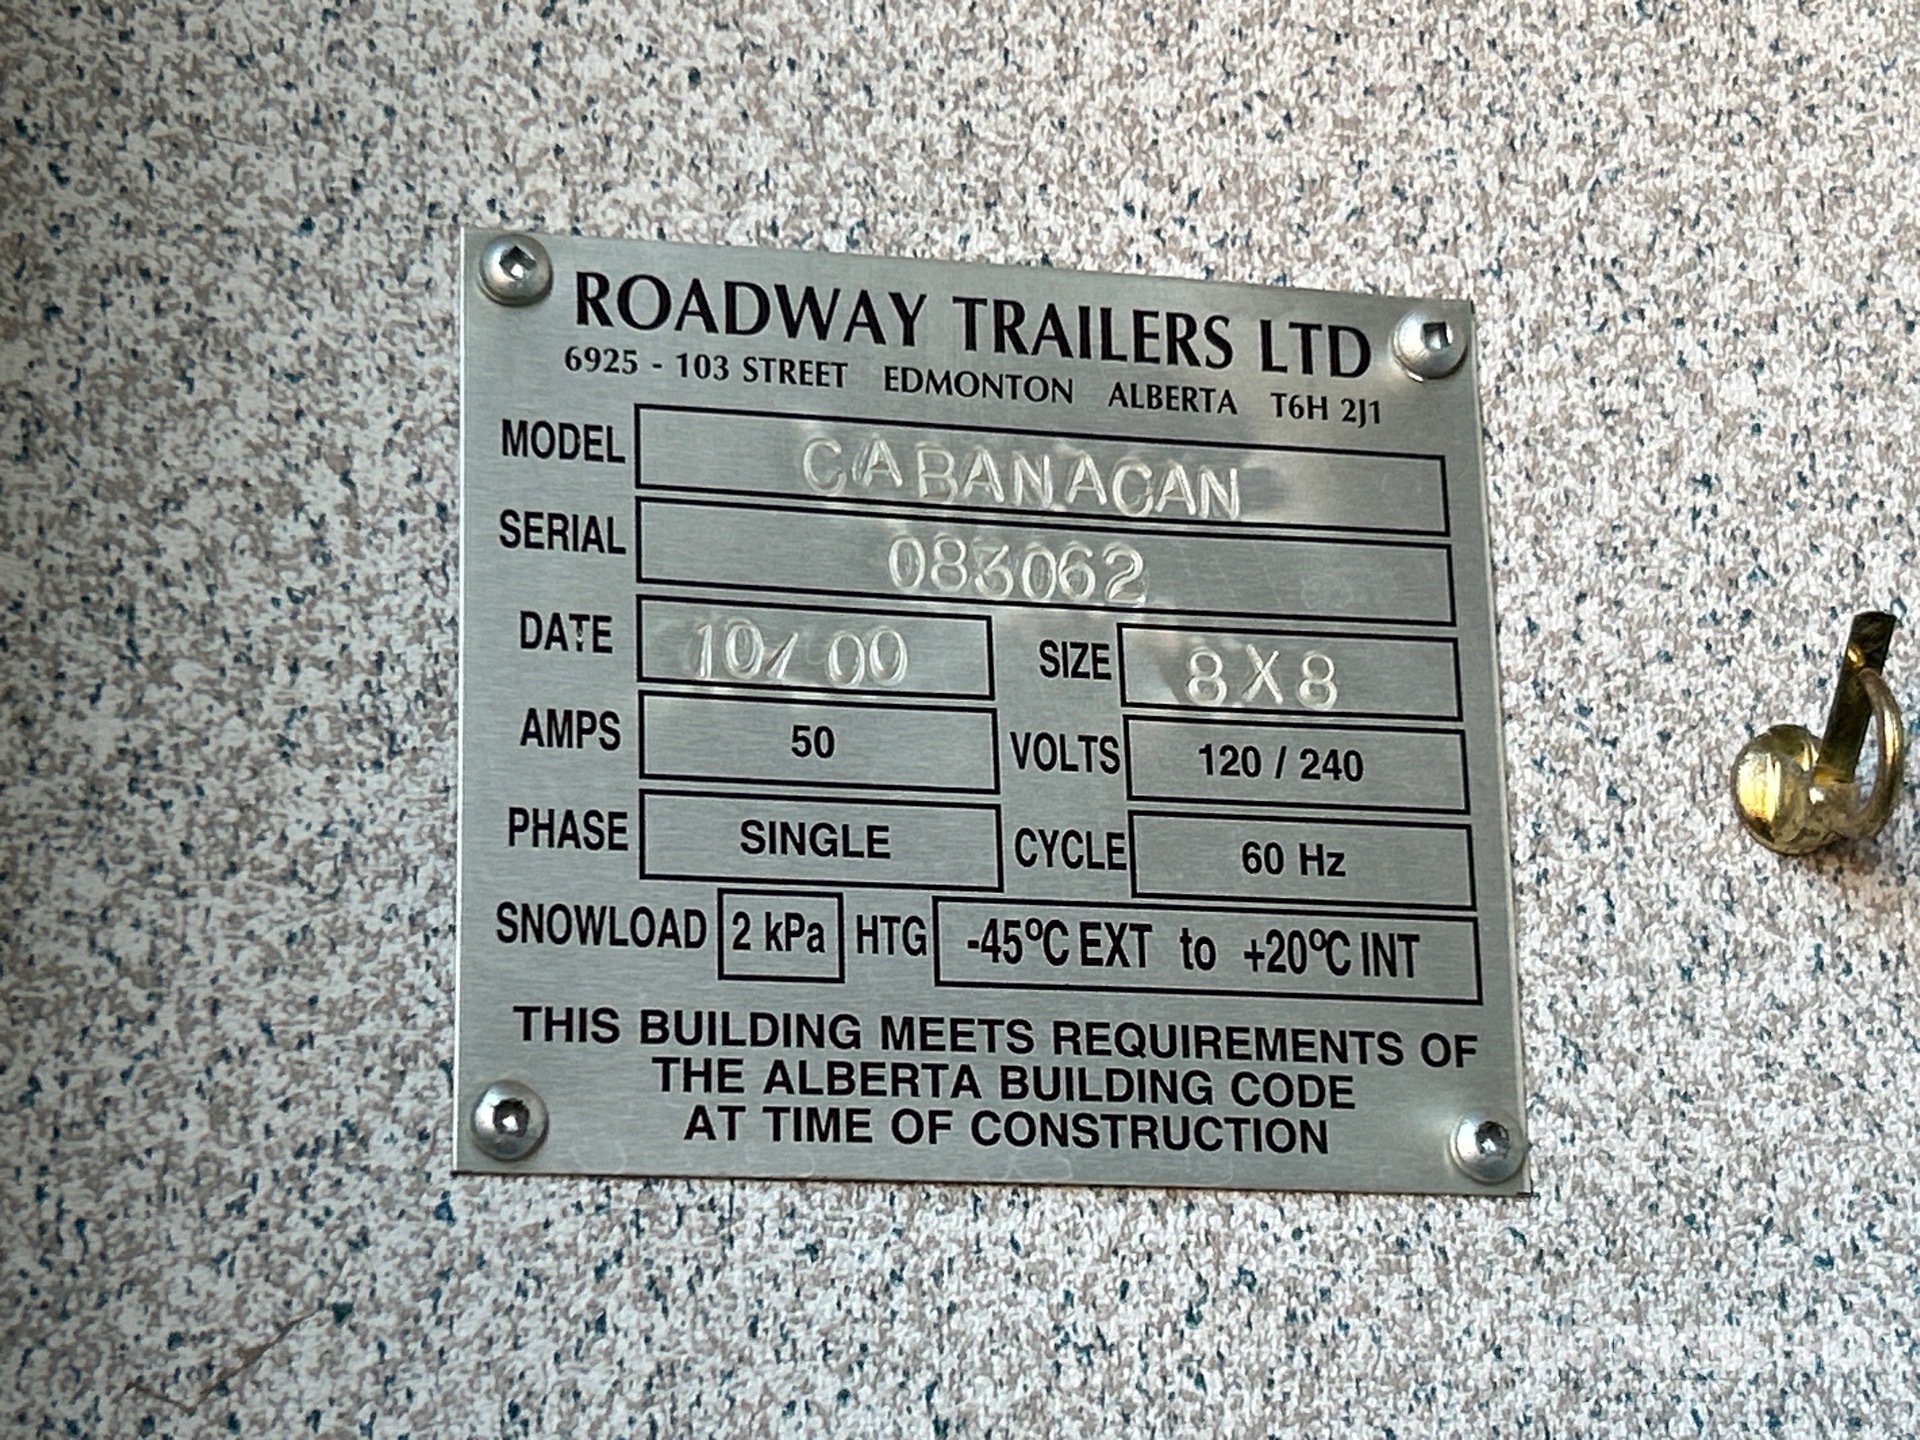 ROADWAY TRAILERS LTD
6925 - 103 STREET EDMONTON ALBERTA T6H 2J1
MODEL CABANACAN
SERIAL 083062
DATE 10/00 SIZE 8X8
AMPS 50 VOLTS 120 / 240
PHASE SINGLE CYCLE 60 Hz
SNOWLOAD 2 kPa HTG -45°C EXT to +20°C INT
THIS BUILDING MEETS REQUIREMENTS OF
THE ALBERTA BUILDING CODE
AT TIME OF CONSTRUCTION